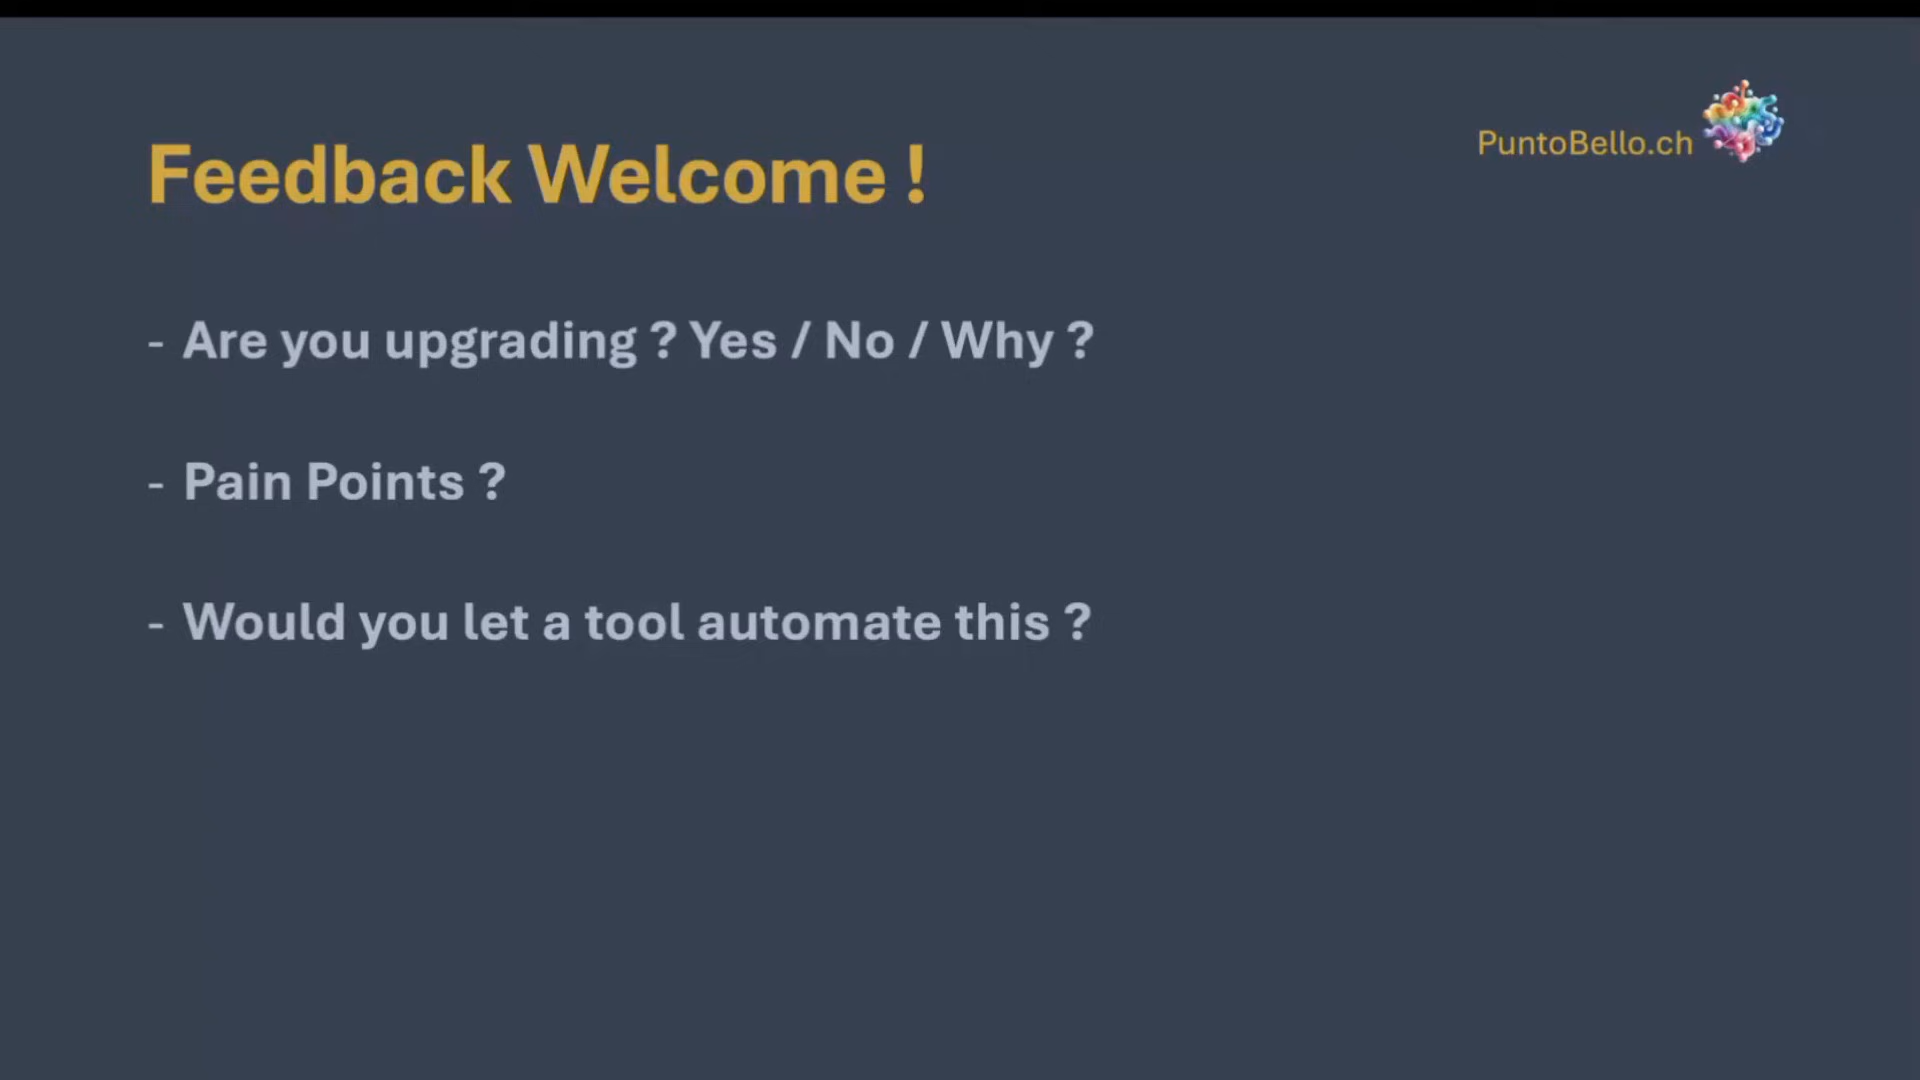 PuntoBello.ch
Feedback Welcome !
- Are you upgrading ? Yes / No / Why ?
- Pain Points ?
- Would you let a tool automate this ?